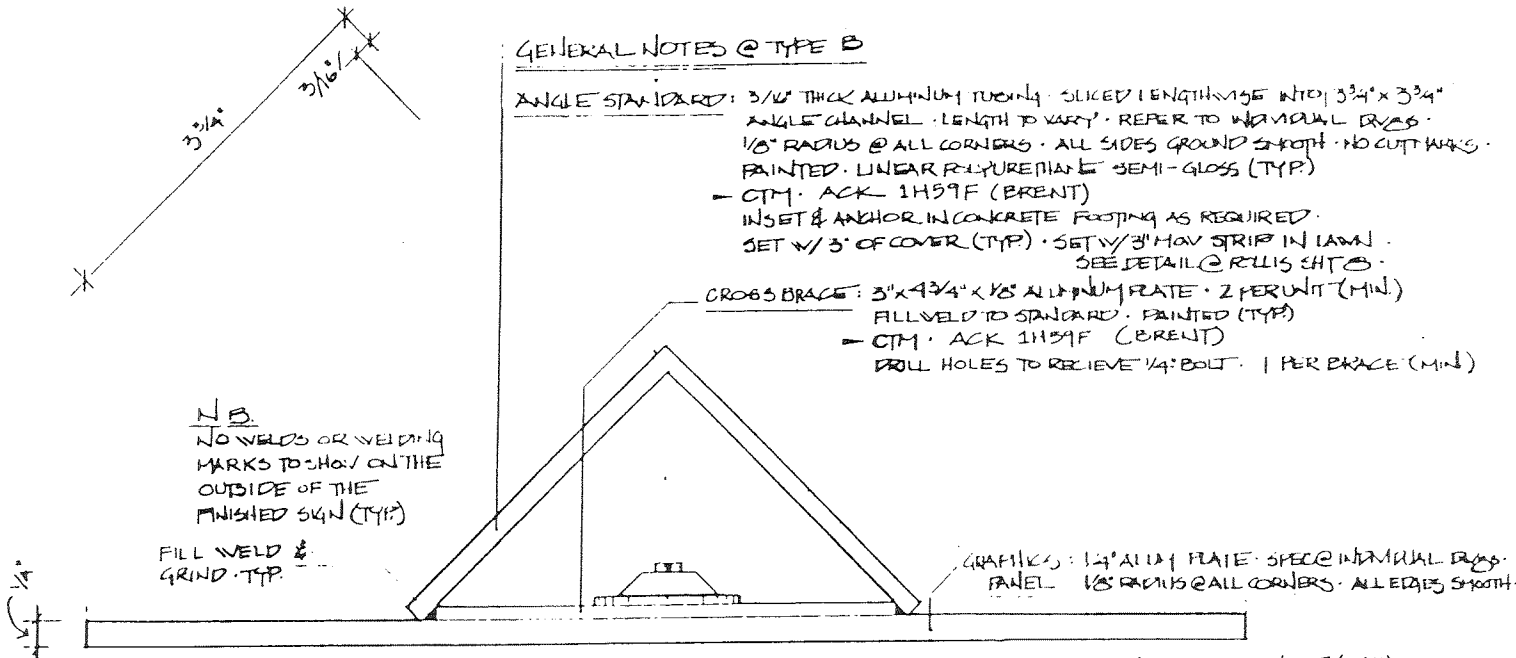 3 3/4"
3/16"
GENERAL NOTES @ TYPE B
ANGLE STANDARD: 3/16" THICK ALUMINUM TUBING · SLICED LENGTHWISE INTO 3 3/4" x 3 3/4"
ANGLE CHANNEL · LENGTH TO VARY · REFER TO INDIVIDUAL DWGS ·
1/8" RADIUS @ ALL CORNERS · ALL SIDES GROUND SMOOTH · NO CUTT MARKS ·
PAINTED · LINEAR POLYURETHANE SEMI-GLOSS (TYP.)
– CTM · ACK 1H59F (BRENT)
INSET & ANCHOR IN CONCRETE FOOTING AS REQUIRED ·
SET W/ 3" OF COVER (TYP.) · SET W/ 3" MOW STRIP IN LAWN ·
SEE DETAIL @ SHT 8 ·
CROSS BRACE: 3" x 4 3/4" x 1/8" ALUMINUM PLATE · 2 PER UNIT (MIN.)
FILL WELD TO STANDARD · PAINTED (TYP.)
– CTM · ACK 1H59F (BRENT)
DRILL HOLES TO RECIEVE 1/4" BOLT · 1 PER BRACE (MIN.)
N B.
NO WELDS OR WELDING
MARKS TO SHOW ON THE
OUTSIDE OF THE
FINISHED SIGN (TYP.)
FILL WELD &
GRIND · TYP.
GRAPHICS: 1/4" ALUM PLATE · SPEC @ INDIVIDUAL DWGS ·
PANEL 1/8" RADIUS @ ALL CORNERS · ALL EDGES SMOOTH ·
1/4"